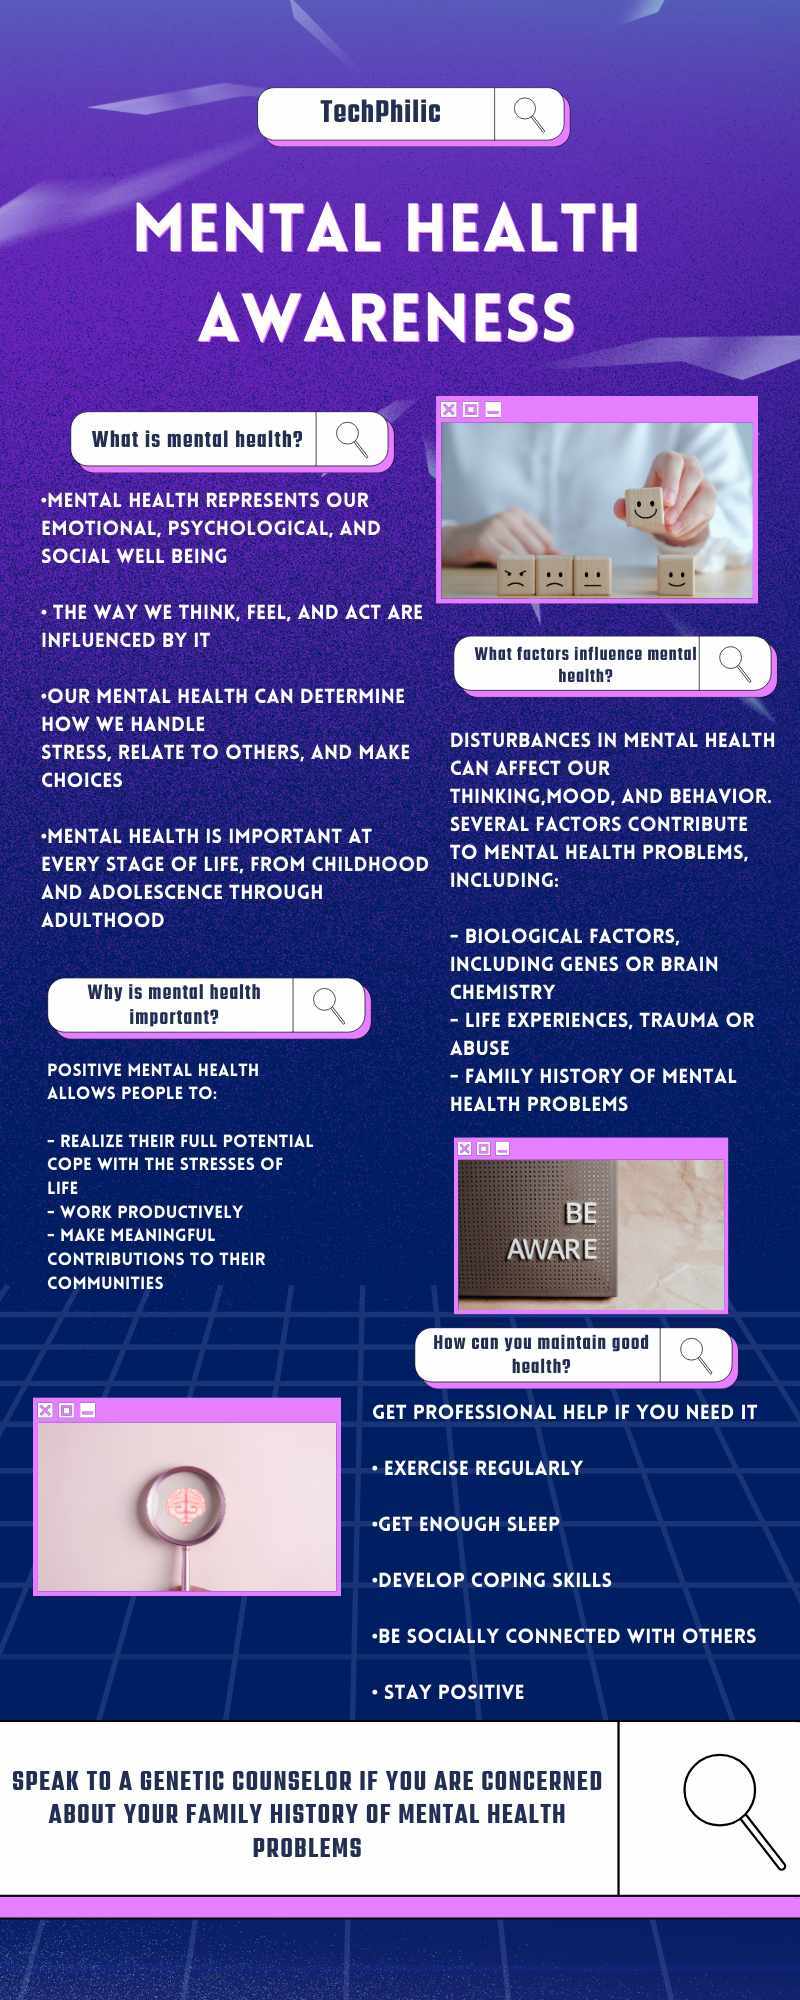 TechPhilic
MENTAL HEALTH
AWARENESS
What is mental health?
•MENTAL HEALTH REPRESENTS OUR
EMOTIONAL, PSYCHOLOGICAL, AND
SOCIAL WELL BEING
• THE WAY WE THINK, FEEL, AND ACT ARE
INFLUENCED BY IT
•OUR MENTAL HEALTH CAN DETERMINE
HOW WE HANDLE
STRESS, RELATE TO OTHERS, AND MAKE
CHOICES
•MENTAL HEALTH IS IMPORTANT AT
EVERY STAGE OF LIFE, FROM CHILDHOOD
AND ADOLESCENCE THROUGH
ADULTHOOD
What factors influence mental
health?
DISTURBANCES IN MENTAL HEALTH
CAN AFFECT OUR
THINKING,MOOD, AND BEHAVIOR.
SEVERAL FACTORS CONTRIBUTE
TO MENTAL HEALTH PROBLEMS,
INCLUDING:
- BIOLOGICAL FACTORS,
INCLUDING GENES OR BRAIN
CHEMISTRY
- LIFE EXPERIENCES, TRAUMA OR
ABUSE
- FAMILY HISTORY OF MENTAL
HEALTH PROBLEMS
Why is mental health
important?
POSITIVE MENTAL HEALTH
ALLOWS PEOPLE TO:
- REALIZE THEIR FULL POTENTIAL
COPE WITH THE STRESSES OF
LIFE
- WORK PRODUCTIVELY
- MAKE MEANINGFUL
CONTRIBUTIONS TO THEIR
COMMUNITIES
BE
AWARE
How can you maintain good
health?
GET PROFESSIONAL HELP IF YOU NEED IT
• EXERCISE REGULARLY
•GET ENOUGH SLEEP
•DEVELOP COPING SKILLS
•BE SOCIALLY CONNECTED WITH OTHERS
• STAY POSITIVE
SPEAK TO A GENETIC COUNSELOR IF YOU ARE CONCERNED
ABOUT YOUR FAMILY HISTORY OF MENTAL HEALTH
PROBLEMS